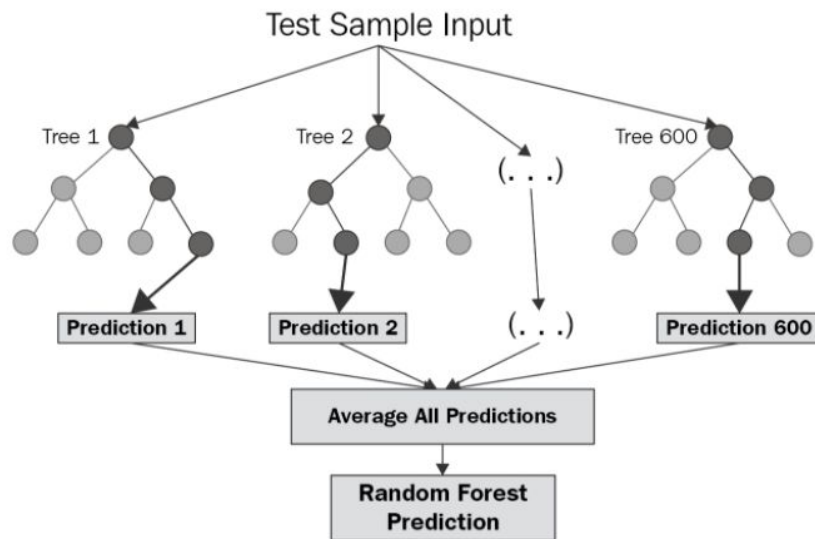 Test Sample Input
Tree 1
Tree 2
Tree 600
(. . .)
Prediction 1
Prediction 2
(. . .)
Prediction 600
Average All Predictions
Random Forest
Prediction